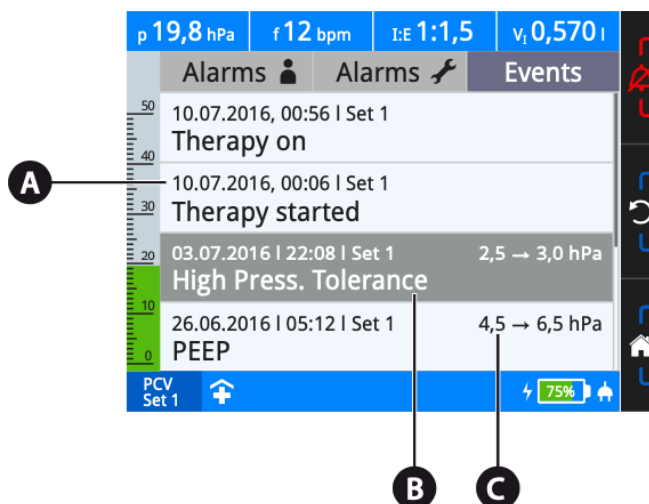 p 19,8 hPa f 12 bpm I:E 1:1,5 VI 0,570 l
Alarms Alarms Events
50
10.07.2016, 00:56 l Set 1
Therapy on
40
A
10.07.2016, 00:06 l Set 1
30
Therapy started
20
03.07.2016 l 22:08 l Set 1 2,5 → 3,0 hPa
High Press. Tolerance
10
26.06.2016 l 05:12 l Set 1 4,5 → 6,5 hPa
0
PEEP
PCV
Set 1
75%
B C